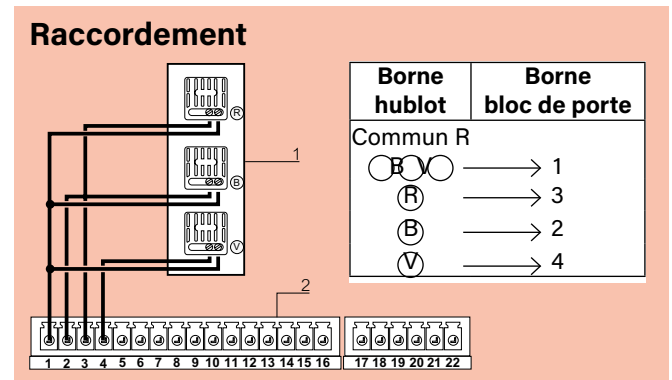 Raccordement
R
B
V
1
2
1 2 3 4 5 6 7 8 9 10 11 12 13 14 15 16 17 18 19 20 21 22
Borne hublot Borne bloc de porte
Commun R
B V → 1
R → 3
B → 2
V → 4